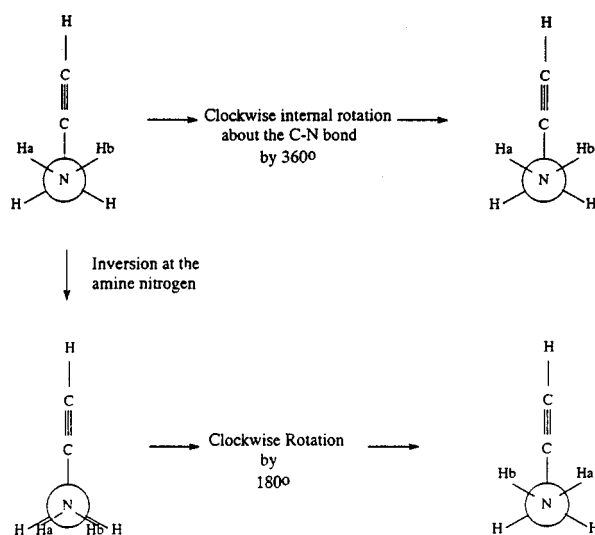 H
H
C
C
C
C
Clockwise internal rotation
about the C-N bond
by 360º
Ha
Hb
Ha
Hb
N
N
H
H
H
H
Inversion at the
amine nitrogen
H
H
C
C
C
C
Clockwise Rotation
by
180º
Hb
Ha
N
N
H
Ha
Hb
H
H
H